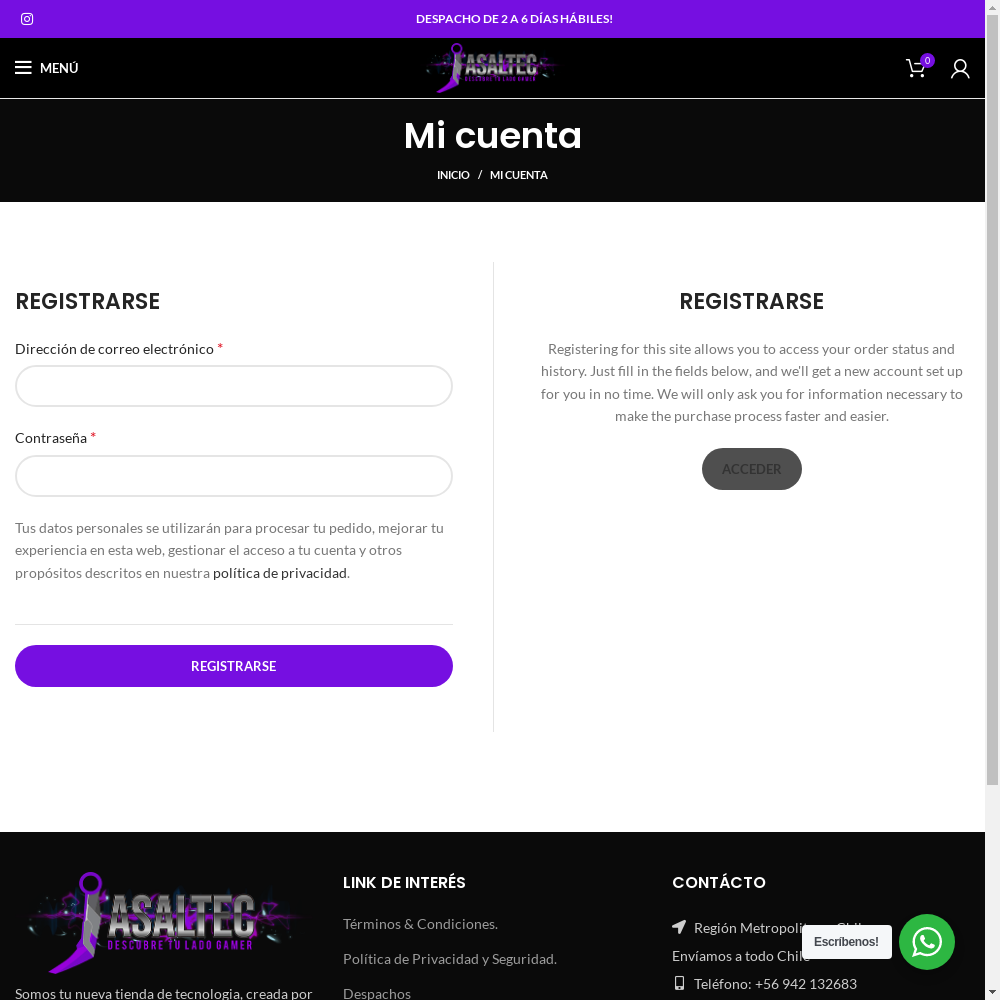 DESPACHO DE 2 A 6 DÍAS HÁBILES!
MENÚ
ASALTEC
DESCUBRE TU LADO GAMER
0
Mi cuenta
INICIO / MI CUENTA
REGISTRARSE
Dirección de correo electrónico *
Contraseña *
Tus datos personales se utilizarán para procesar tu pedido, mejorar tu
experiencia en esta web, gestionar el acceso a tu cuenta y otros
propósitos descritos en nuestra política de privacidad.
REGISTRARSE
REGISTRARSE
Registering for this site allows you to access your order status and
history. Just fill in the fields below, and we'll get a new account set up
for you in no time. We will only ask you for information necessary to
make the purchase process faster and easier.
ACCEDER
ASALTEC
DESCUBRE TU LADO GAMER
Somos tu nueva tienda de tecnologia, creada por
LINK DE INTERÉS
Términos & Condiciones.
Política de Privacidad y Seguridad.
Despachos
CONTÁCTO
Región Metropolitana, Chile
Envíamos a todo Chile
Teléfono: +56 942 132683
Escríbenos!